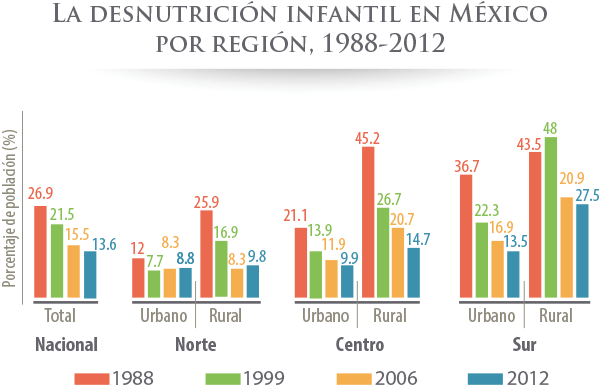 LA DESNUTRICIÓN INFANTIL EN MÉXICO
POR REGIÓN, 1988-2012
Porcentaje de población (%)
26.9
21.5
15.5
13.6
12
7.7
8.3
8.8
25.9
16.9
8.3
9.8
21.1
13.9
11.9
9.9
45.2
26.7
20.7
14.7
36.7
22.3
16.9
13.5
43.5
48
20.9
27.5
Total
Urbano
Rural
Urbano
Rural
Urbano
Rural
Nacional
Norte
Centro
Sur
1988
1999
2006
2012